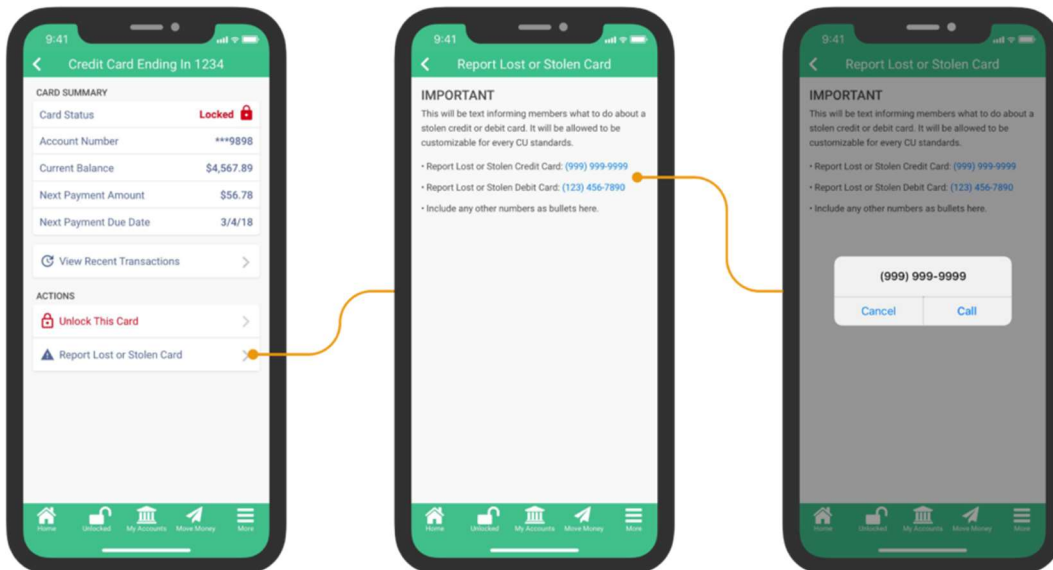 9:41
Credit Card Ending In 1234
CARD SUMMARY
Card Status Locked
Account Number ***9898
Current Balance $4,567.89
Next Payment Amount $56.78
Next Payment Due Date 3/4/18
View Recent Transactions
ACTIONS
Unlock This Card
Report Lost or Stolen Card
Home Unlocked My Accounts Move Money More
9:41
Report Lost or Stolen Card
IMPORTANT
This will be text informing members what to do about a
stolen credit or debit card. It will be allowed to be
customizable for every CU standards.
• Report Lost or Stolen Credit Card: (999) 999-9999
• Report Lost or Stolen Debit Card: (123) 456-7890
• Include any other numbers as bullets here.
Home Unlocked My Accounts Move Money More
9:41
Report Lost or Stolen Card
IMPORTANT
This will be text informing members what to do about a
stolen credit or debit card. It will be allowed to be
customizable for every CU standards.
• Report Lost or Stolen Credit Card: (999) 999-9999
• Report Lost or Stolen Debit Card: (123) 456-7890
• Include any other numbers as bullets here.
(999) 999-9999
Cancel Call
Home Unlocked My Accounts Move Money More